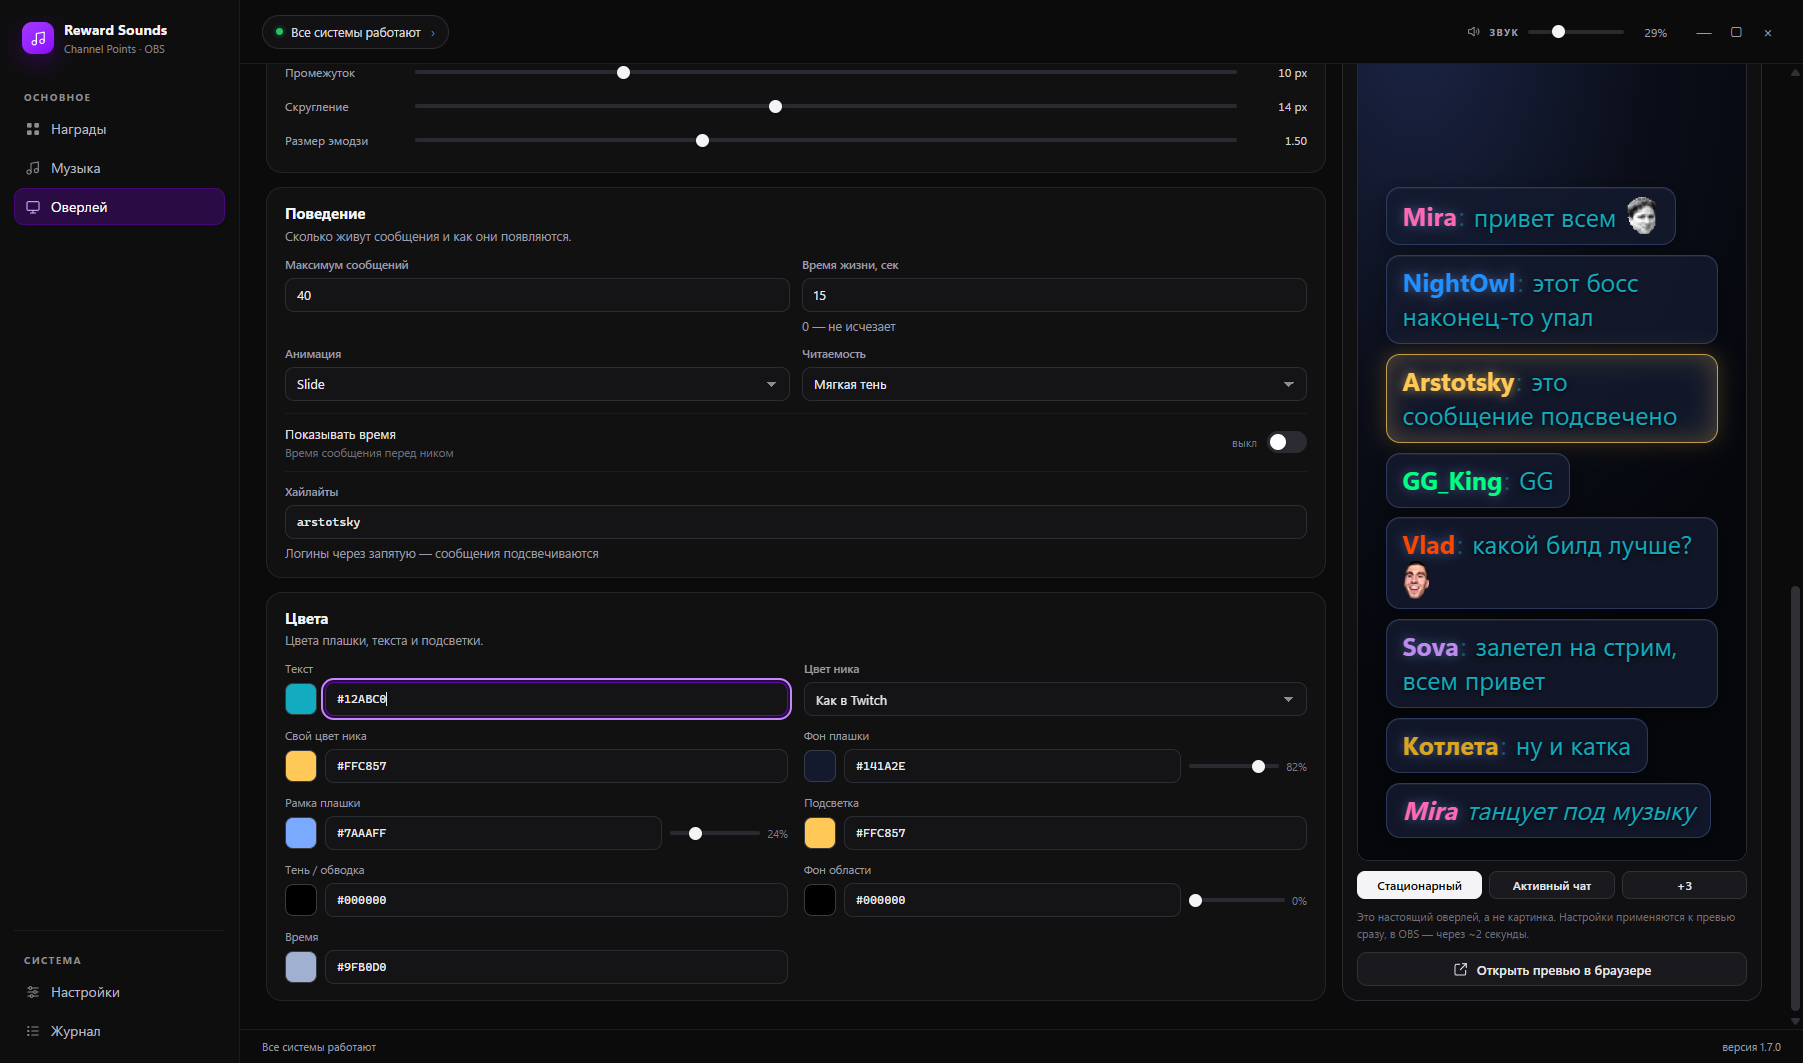 Reward Sounds
Channel Points · OBS
ОСНОВНОЕ
Награды
Музыка
Оверлей
СИСТЕМА
Настройки
Журнал
Все системы работают ›
ЗВУК
29%
Промежуток
10 px
Скругление
14 px
Размер эмодзи
1.50
Поведение
Сколько живут сообщения и как они появляются.
Максимум сообщений
Время жизни, сек
40
15
0 — не исчезает
Анимация
Читаемость
Slide
Мягкая тень
Показывать время
Время сообщения перед ником
выкл
Хайлайты
arstotsky
Логины через запятую — сообщения подсвечиваются
Цвета
Цвета плашки, текста и подсветки.
Текст
Цвет ника
#12ABC0
Как в Twitch
Свой цвет ника
Фон плашки
#FFC857
#141A2E
82%
Рамка плашки
Подсветка
#7AAAFF
24%
#FFC857
Тень / обводка
Фон области
#000000
#000000
0%
Время
#9FB0D0
Mira: привет всем
NightOwl: этот босс
наконец-то упал
Arstotsky: это
сообщение подсвечено
GG_King: GG
Vlad: какой билд лучше?
Sova: залетел на стрим,
всем привет
Котлета: ну и катка
Mira танцует под музыку
Стационарный
Активный чат
+3
Это настоящий оверлей, а не картинка. Настройки применяются к превью
сразу, в OBS — через ~2 секунды.
Открыть превью в браузере
Все системы работают
версия 1.7.0